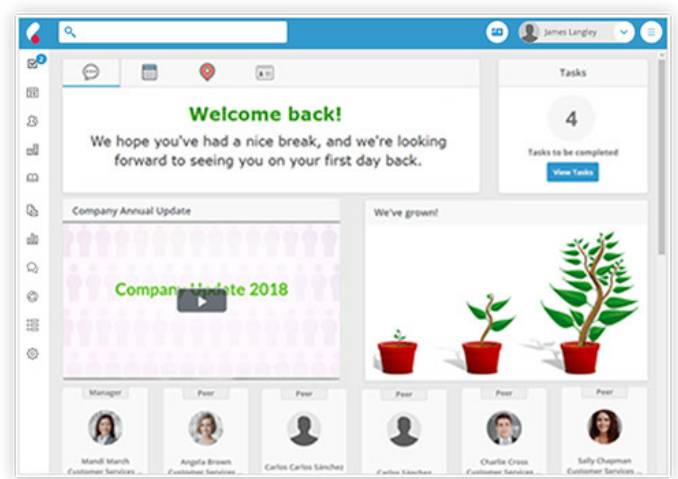 James Langley
2
Tasks
Welcome back!
We hope you've had a nice break, and we're looking
forward to seeing you on your first
day back.
4
Tasks to be completed
View Tasks
Company Annual Update
We've grown!
Company Update 2018
Manager
Peer
Peer
Peer
Peer
Peer
Mandi March
Customer Services ...
Angela Brown
Customer Services ...
Carlos Carlos Sánchez
Carlos Sánchez
Charlie Cross
Customer Services ...
Sally Chapman
Customer Services ...